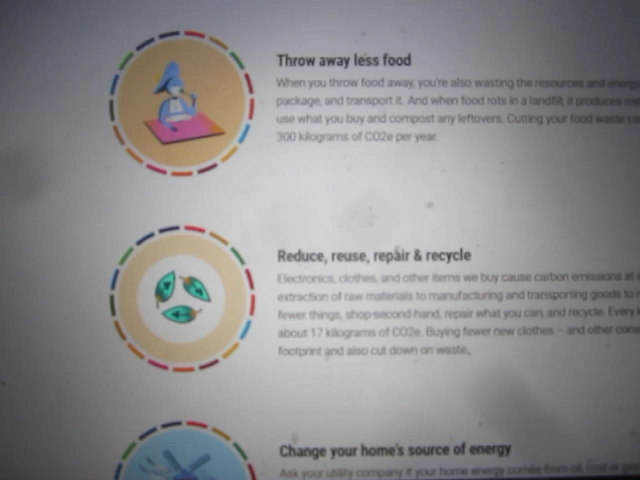 Throw away less food
When you throw food away, you're also wasting the resources and energy
package, and transport it. And when food rots in a landfill, it produces
use what you buy and compost any leftovers. Cutting your food waste
300 kilograms of CO2e per year.
Reduce, reuse, repair & recycle
Electronics, clothes, and other items we buy cause carbon emissions at
extraction of raw materials to manufacturing and transporting goods to
fewer things, shop second-hand, repair what you can, and recycle. Every
about 17 kilograms of CO2e. Buying fewer new clothes – and other
footprint and also cut down on waste.
Change your home's source of energy
Ask your utility company if your home energy comes from oil,